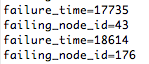 failure_time=17735
failing_node_id=43
failure_time=18614
failing_node_id=176